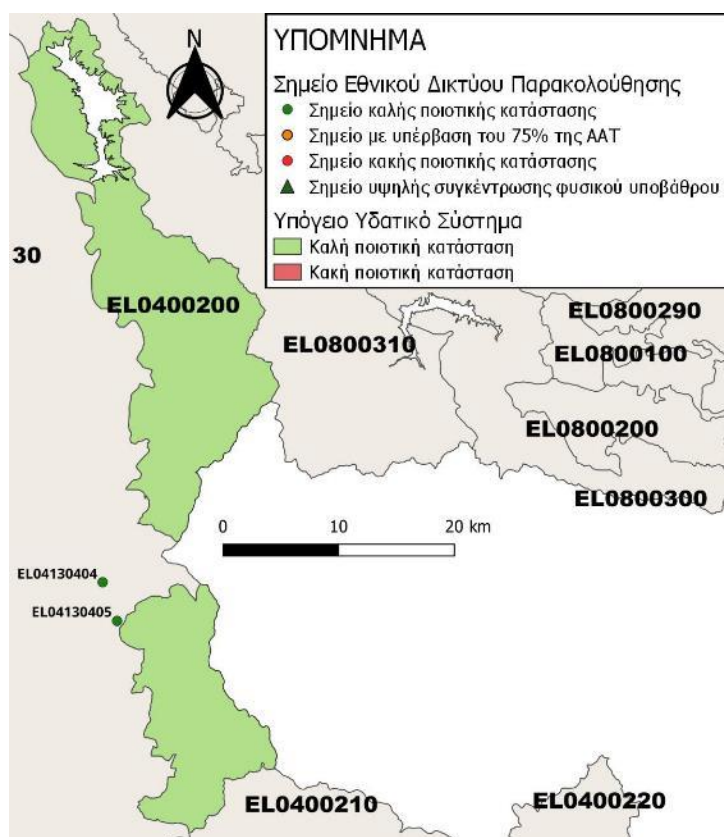 N
ΥΠΟΜΝΗΜΑ
Σημείο Εθνικού Δικτύου Παρακολούθησης
Σημείο καλής ποιοτικής κατάστασης
Σημείο με υπέρβαση του 75% της ΑΑΤ
Σημείο κακής ποιοτικής κατάστασης
Σημείο υψηλής συγκέντρωσης φυσικού υποβάθρου
Υπόγειο Υδατικό Σύστημα
Καλή ποιοτική κατάσταση
Κακή ποιοτική κατάσταση
30
EL0400200
EL0800310
EL0800290
EL0800100
EL0800200
EL0800300
0 10 20 km
EL04130404
EL04130405
EL0400210
EL0400220